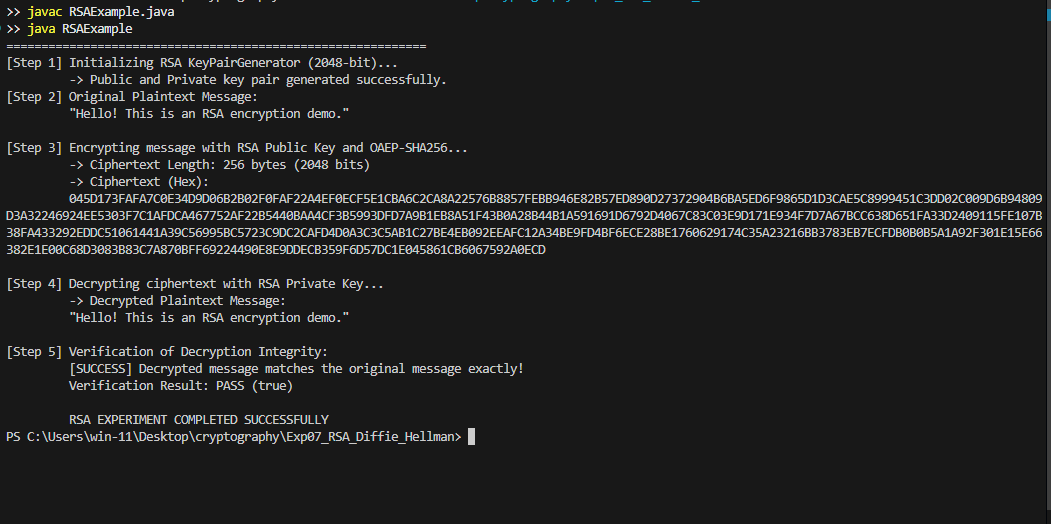 >> javac RSAExample.java
>> java RSAExample
============================================================
[Step 1] Initializing RSA KeyPairGenerator (2048-bit)...
-> Public and Private key pair generated successfully.
[Step 2] Original Plaintext Message:
"Hello! This is an RSA encryption demo."
[Step 3] Encrypting message with RSA Public Key and OAEP-SHA256...
-> Ciphertext Length: 256 bytes (2048 bits)
-> Ciphertext (Hex):
045D173FAFA7C0E34D9D06B2B02F0FAF22A4EF0ECF5E1CBA6C2CA8A22576B8857FEBB946E82B57ED890D27372904B6BA5ED6F9865D1D3CAE5C8999451C3DD02C009D6B94809
D3A32246924EE5303F7C1AFDCA467752AF22B5440BAA4CF3B5993DFD7A9B1EB8A51F43B0A28B44B1A591691D6792D4067C83C03E9D171E934F7D7A67BCC638D651FA33D2409115FE107B
38FA433292EDDC51061441A39C56995BC5723C9DC2CAFD4D0A3C3C5AB1C27BE4EB092EEAFC12A34BE9FD4BF6ECE28BE1760629174C35A23216BB3783EB7ECFDB0B0B5A1A92F301E15E66
382E1E00C68D3083B83C7A870BFF69224490E8E9DDECB359F6D57DC1E045861CB6067592A0ECD
[Step 4] Decrypting ciphertext with RSA Private Key...
-> Decrypted Plaintext Message:
"Hello! This is an RSA encryption demo."
[Step 5] Verification of Decryption Integrity:
[SUCCESS] Decrypted message matches the original message exactly!
Verification Result: PASS (true)
RSA EXPERIMENT COMPLETED SUCCESSFULLY
PS C:\Users\win-11\Desktop\cryptography\Exp07_RSA_Diffie_Hellman>